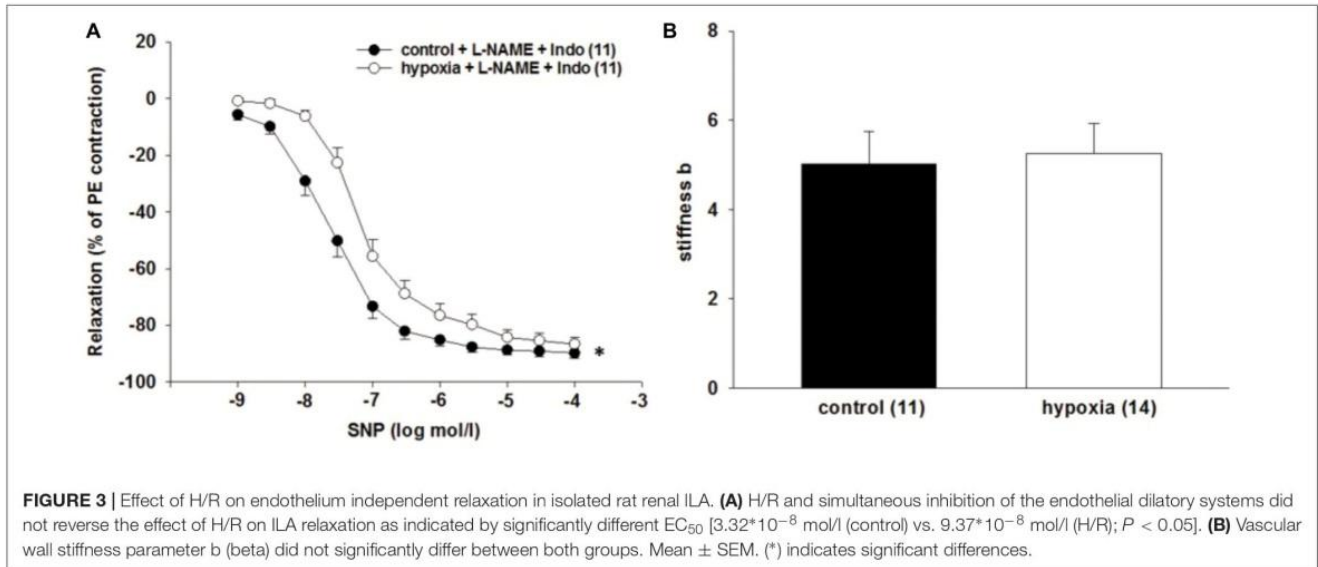 A
20
0
-20
-40
-60
-80
-100
Relaxation (% of PE contraction)
control + L-NAME + Indo (11)
hypoxia + L-NAME + Indo (11)
*
-9 -8 -7 -6 -5 -4 -3
SNP (log mol/l)
B
8
6
4
2
0
stiffness b
control (11) hypoxia (14)
FIGURE 3 | Effect of H/R on endothelium independent relaxation in isolated rat renal ILA. (A) H/R and simultaneous inhibition of the endothelial dilatory systems did
not reverse the effect of H/R on ILA relaxation as indicated by significantly different EC₅₀ [3.32*10⁻⁸ mol/l (control) vs. 9.37*10⁻⁸ mol/l (H/R); P < 0.05]. (B) Vascular
wall stiffness parameter b (beta) did not significantly differ between both groups. Mean ± SEM. (*) indicates significant differences.